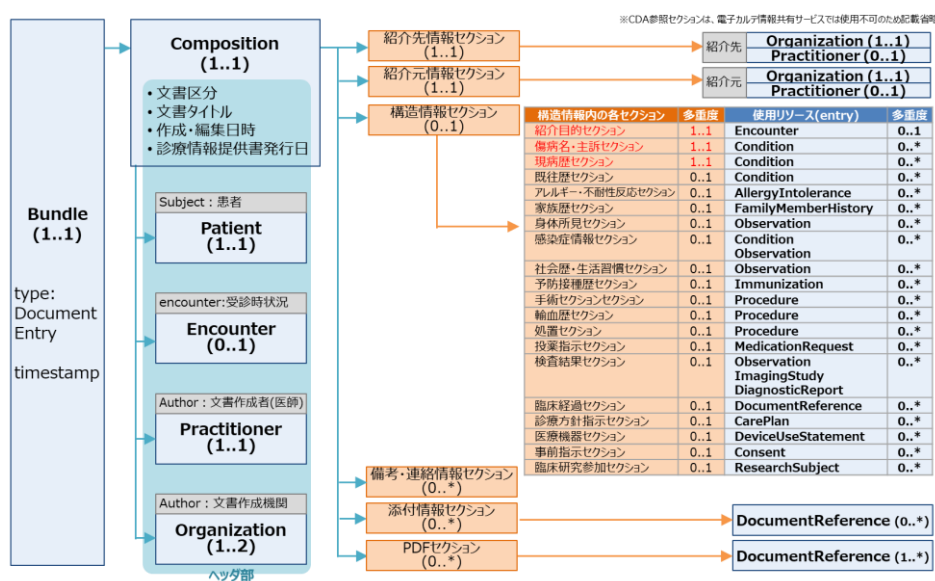 ※CDA参照セクションは、電子カルテ情報共有サービスでは使用不可のため記載省略
Bundle
(1..1)
type:
Document
Entry
timestamp
Composition
(1..1)
• 文書区分
• 文書タイトル
• 作成・編集日時
• 診療情報提供書発行日
Subject：患者
Patient
(1..1)
encounter:受診時状況
Encounter
(0..1)
Author：文書作成者(医師)
Practitioner
(1..1)
Author：文書作成機関
Organization
(1..2)
ヘッダ部
紹介先情報セクション
(1..1)
紹介元情報セクション
(1..1)
構造情報セクション
(0..1)
紹介先 Organization (1..1)
Practitioner (0..1)
紹介元 Organization (1..1)
Practitioner (0..1)
構造情報内の各セクション 多重度 使用リソース(entry) 多重度
紹介目的セクション 1..1 Encounter 0..1
傷病名・主訴セクション 1..1 Condition 0..*
現病歴セクション 1..1 Condition 0..*
既往歴セクション 0..1 Condition 0..*
アレルギー・不耐性反応セクション 0..1 AllergyIntolerance 0..*
家族歴セクション 0..1 FamilyMemberHistory 0..*
身体所見セクション 0..1 Observation 0..*
感染症情報セクション 0..1 Condition 0..*
Observation
社会歴・生活習慣セクション 0..1 Observation 0..*
予防接種歴セクション 0..1 Immunization 0..*
手術セクションセクション 0..1 Procedure 0..*
輸血歴セクション 0..1 Procedure 0..*
処置セクション 0..1 Procedure 0..*
投薬指示セクション 0..1 MedicationRequest 0..*
検査結果セクション 0..1 Observation 0..*
ImagingStudy
DiagnosticReport
臨床経過セクション 0..1 DocumentReference 0..*
診療方針指示セクション 0..1 CarePlan 0..*
医療機器セクション 0..1 DeviceUseStatement 0..*
事前指示セクション 0..1 Consent 0..*
臨床研究参加セクション 0..1 ResearchSubject 0..*
備考・連絡情報セクション
(0..*)
添付情報セクション
(0..*)
DocumentReference (0..*)
PDFセクション
(0..*)
DocumentReference (1..*)